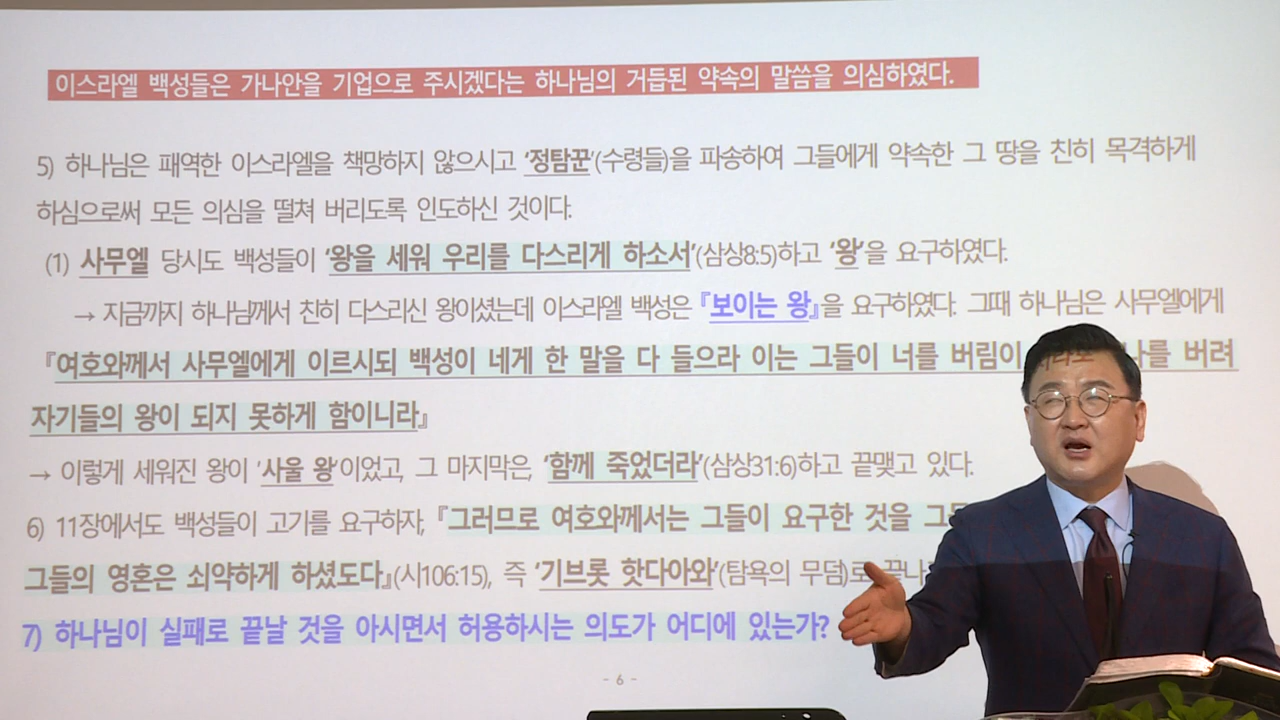 이스라엘 백성들은 가나안을 기업으로 주시겠다는 하나님의 거듭된 약속의 말씀을 의심하였다.
5) 하나님은 패역한 이스라엘을 책망하지 않으시고 '정탐꾼'(수령들)을 파송하여 그들에게 약속한 그 땅을 친히 목격하게
하심으로써 모든 의심을 떨쳐 버리도록 인도하신 것이다.
(1) 사무엘 당시도 백성들이 '왕을 세워 우리를 다스리게 하소서'(삼상8:5)하고 '왕'을 요구하였다.
→ 지금까지 하나님께서 친히 다스리신 왕이셨는데 이스라엘 백성은 『보이는 왕』을 요구하였다. 그때 하나님은 사무엘에게
『여호와께서 사무엘에게 이르시되 백성이 네게 한 말을 다 들으라 이는 그들이 너를 버림이 나를 버려
자기들의 왕이 되지 못하게 함이니라』
→ 이렇게 세워진 왕이 '사울 왕'이었고, 그 마지막은, '함께 죽었더라'(삼상31:6)하고 끝맺고 있다.
6) 11장에서도 백성들이 고기를 요구하자, 『그러므로 여호와께서는 그들이 요구한 것을
그들의 영혼은 쇠약하게 하셨도다』(시106:15), 즉 '기브롯 핫다아와'(탐욕의 무덤)로
7) 하나님이 실패로 끝날 것을 아시면서 허용하시는 의도가 어디에 있는가?
- 6 -